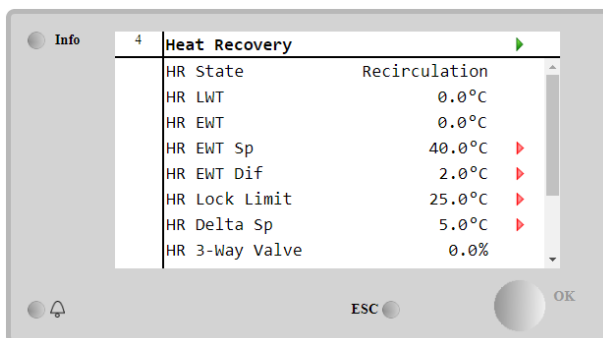 Info
4 Heat Recovery
HR State Recirculation
HR LWT 0.0°C
HR EWT 0.0°C
HR EWT Sp 40.0°C
HR EWT Dif 2.0°C
HR Lock Limit 25.0°C
HR Delta Sp 5.0°C
HR 3-Way Valve 0.0%
ESC OK